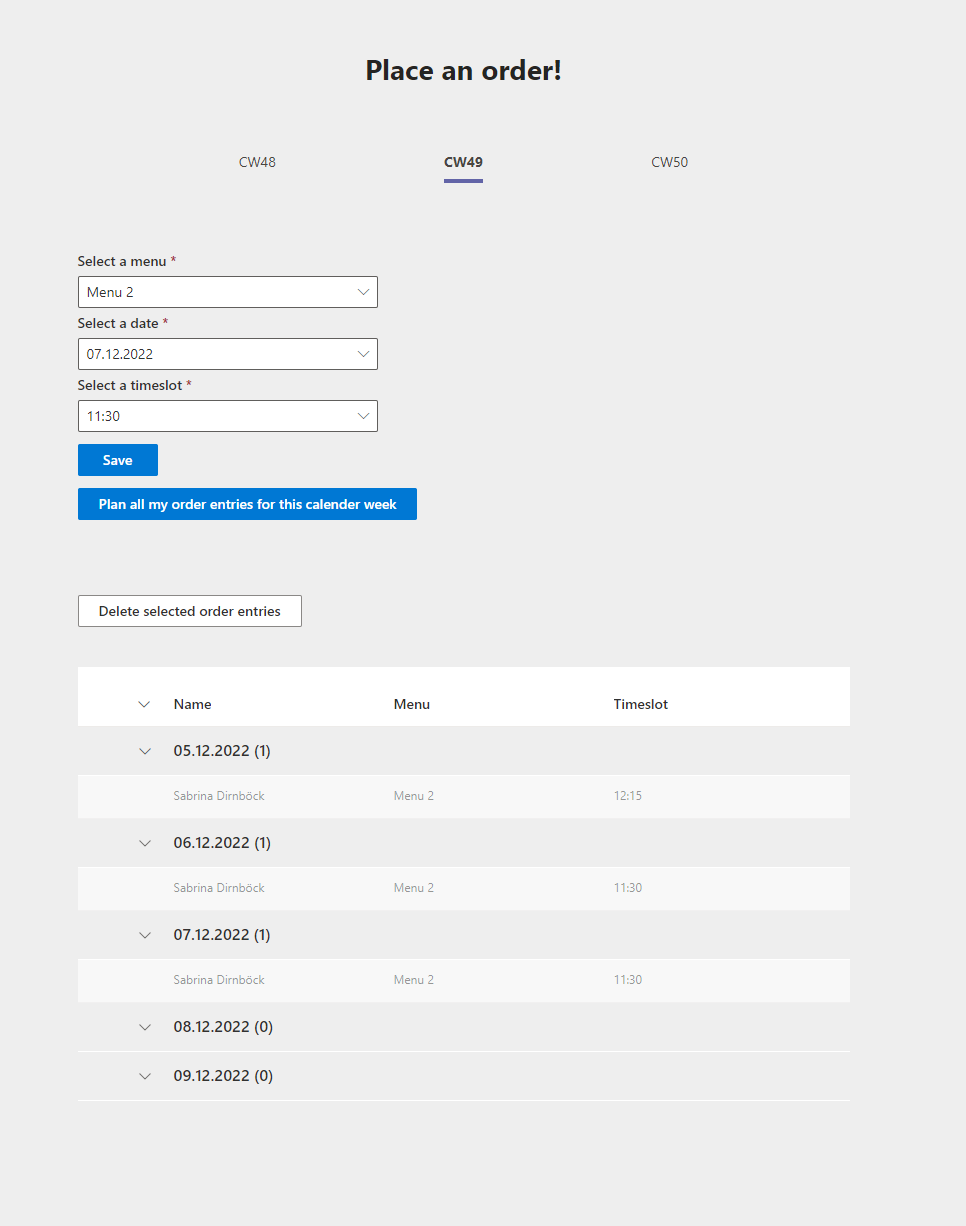 Place an order!
CW48 CW49 CW50
Select a menu *
Menu 2
Select a date *
07.12.2022
Select a timeslot *
11:30
Save
Plan all my order entries for this calender week
Delete selected order entries
Name Menu Timeslot
05.12.2022 (1)
Sabrina Dirnböck Menu 2 12:15
06.12.2022 (1)
Sabrina Dirnböck Menu 2 11:30
07.12.2022 (1)
Sabrina Dirnböck Menu 2 11:30
08.12.2022 (0)
09.12.2022 (0)